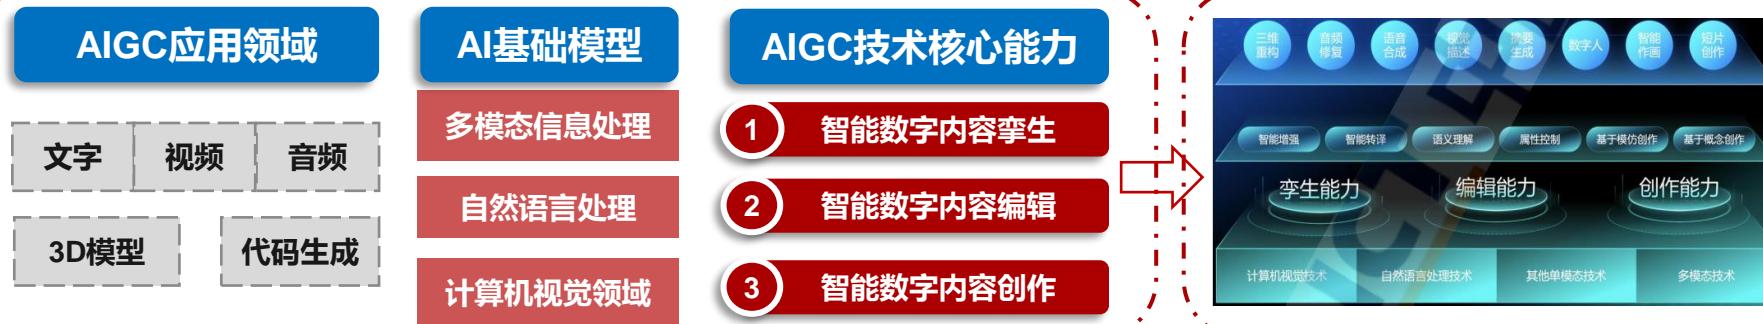 AIGC应用领域
文字
视频
音频
3D模型
代码生成
AI基础模型
多模态信息处理
自然语言处理
计算机视觉领域
AIGC技术核心能力
1 智能数字内容孪生
2 智能数字内容编辑
3 智能数字内容创作
三维
重构
音频
修复
语音
合成
视觉
描述
摘要
生成
数字人
智能
作画
短片
创作
智能增强
智能转译
语义理解
属性控制
基于模仿创作
基于概念创作
孪生能力
编辑能力
创作能力
计算机视觉技术
自然语言处理技术
其他单模态技术
多模态技术